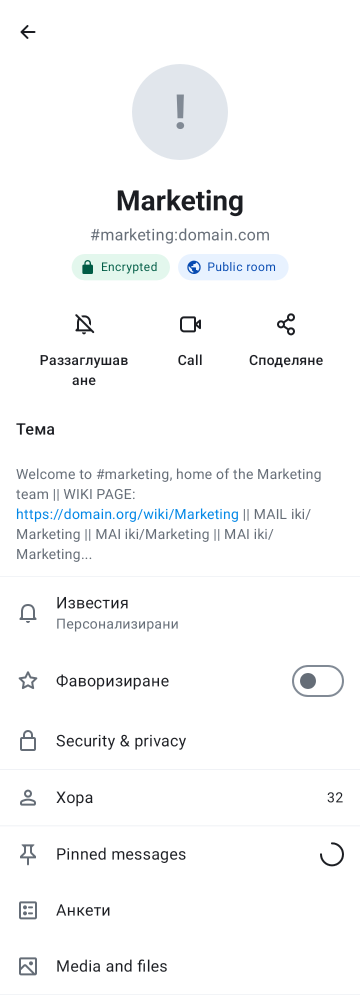 !
Marketing
#marketing:domain.com
Encrypted
Public room
Раззаглушав
ане
Call
Споделяне
Тема
Welcome to #marketing, home of the Marketing
team || WIKI PAGE:
https://domain.org/wiki/Marketing || MAIL iki/
Marketing || MAI iki/Marketing || MAI iki/
Marketing...
Известия
Персонализирани
Фаворизиране
Security & privacy
Хора
32
Pinned messages
Анкети
Media and files